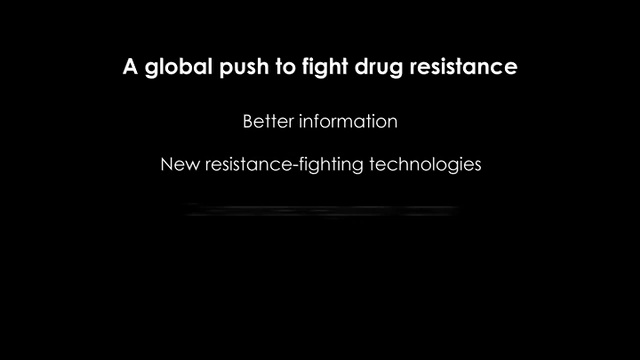 A global push to fight drug resistance
Better information
New resistance-fighting technologies